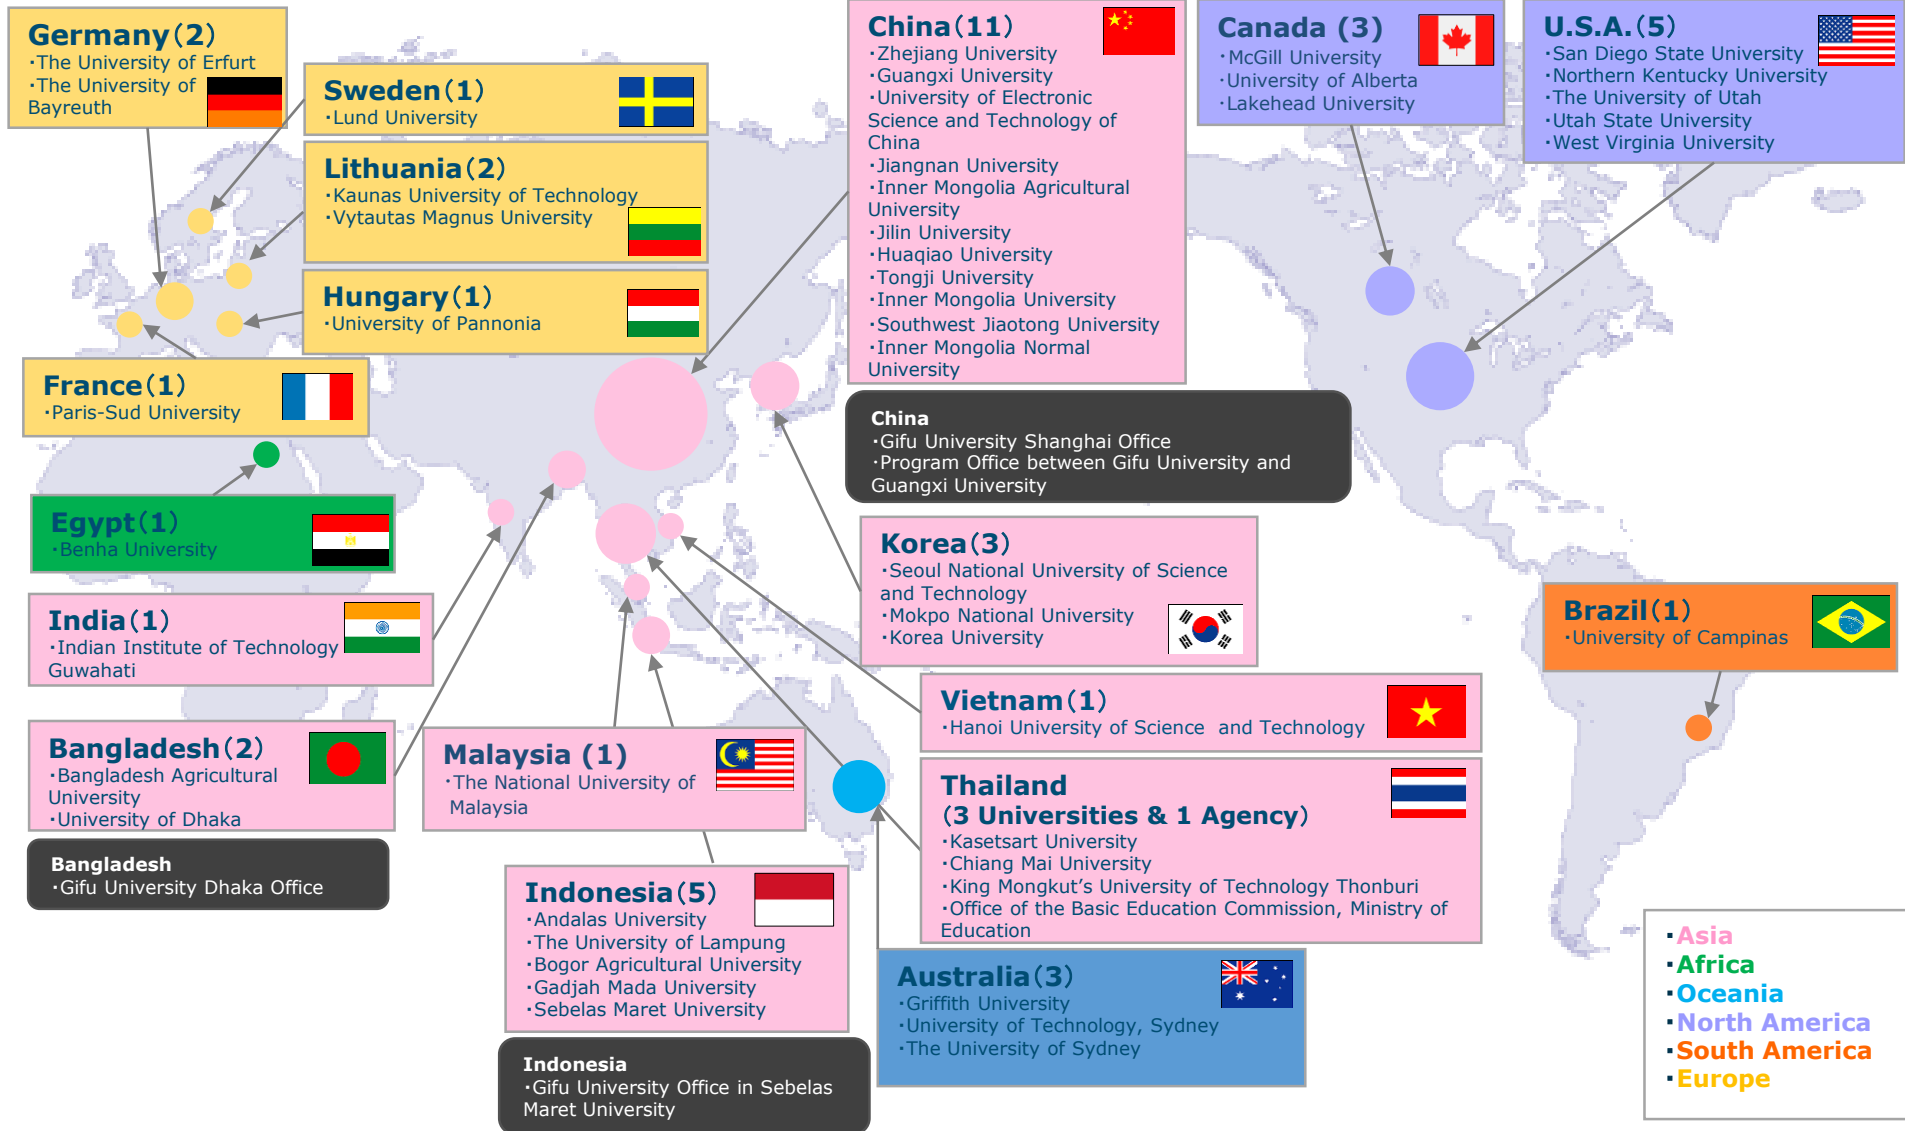 Germany(2)
・The University of Erfurt
・The University of
Bayreuth
Sweden(1)
・Lund University
Lithuania(2)
・Kaunas University of Technology
・Vytautas Magnus University
Hungary(1)
・University of Pannonia
France(1)
・Paris-Sud University
Egypt(1)
・Benha University
India(1)
・Indian Institute of Technology
Guwahati
Bangladesh(2)
・Bangladesh Agricultural
University
・University of Dhaka
Bangladesh
・Gifu University Dhaka Office
Malaysia (1)
・The National University of
Malaysia
Indonesia(5)
・Andalas University
・The University of Lampung
・Bogor Agricultural University
・Gadjah Mada University
・Sebelas Maret University
Indonesia
・Gifu University Office in Sebelas
Maret University
China(11)
・Zhejiang University
・Guangxi University
・University of Electronic
Science and Technology of
China
・Jiangnan University
・Inner Mongolia Agricultural
University
・Jilin University
・Huaqiao University
・Tongji University
・Inner Mongolia University
・Southwest Jiaotong University
・Inner Mongolia Normal
University
China
・Gifu University Shanghai Office
・Program Office between Gifu University and
Guangxi University
Korea(3)
・Seoul National University of Science
and Technology
・Mokpo National University
・Korea University
Vietnam(1)
・Hanoi University of Science  and Technology
Thailand
(3 Universities & 1 Agency)
・Kasetsart University
・Chiang Mai University
・King Mongkut's University of Technology Thonburi
・Office of the Basic Education Commission, Ministry of
Education
Australia(3)
・Griffith University
・University of Technology, Sydney
・The University of Sydney
Canada (3)
・McGill University
・University of Alberta
・Lakehead University
U.S.A.(5)
・San Diego State University
・Northern Kentucky University
・The University of Utah
・Utah State University
・West Virginia University
Brazil(1)
・University of Campinas
・Asia
・Africa
・Oceania
・North America
・South America
・Europe